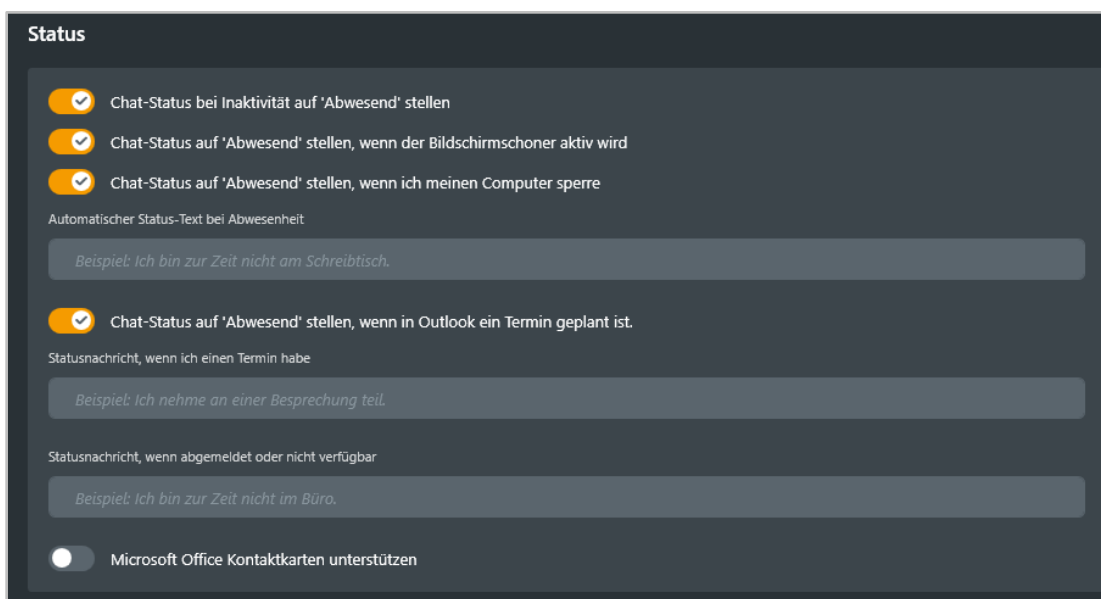 Status
Chat-Status bei Inaktivität auf 'Abwesend' stellen
Chat-Status auf 'Abwesend' stellen, wenn der Bildschirmschoner aktiv wird
Chat-Status auf 'Abwesend' stellen, wenn ich meinen Computer sperre
Automatischer Status-Text bei Abwesenheit
Beispiel: Ich bin zur Zeit nicht am Schreibtisch.
Chat-Status auf 'Abwesend' stellen, wenn in Outlook ein Termin geplant ist.
Statusnachricht, wenn ich einen Termin habe
Beispiel: Ich nehme an einer Besprechung teil.
Statusnachricht, wenn abgemeldet oder nicht verfügbar
Beispiel: Ich bin zur Zeit nicht im Büro.
Microsoft Office Kontaktkarten unterstützen